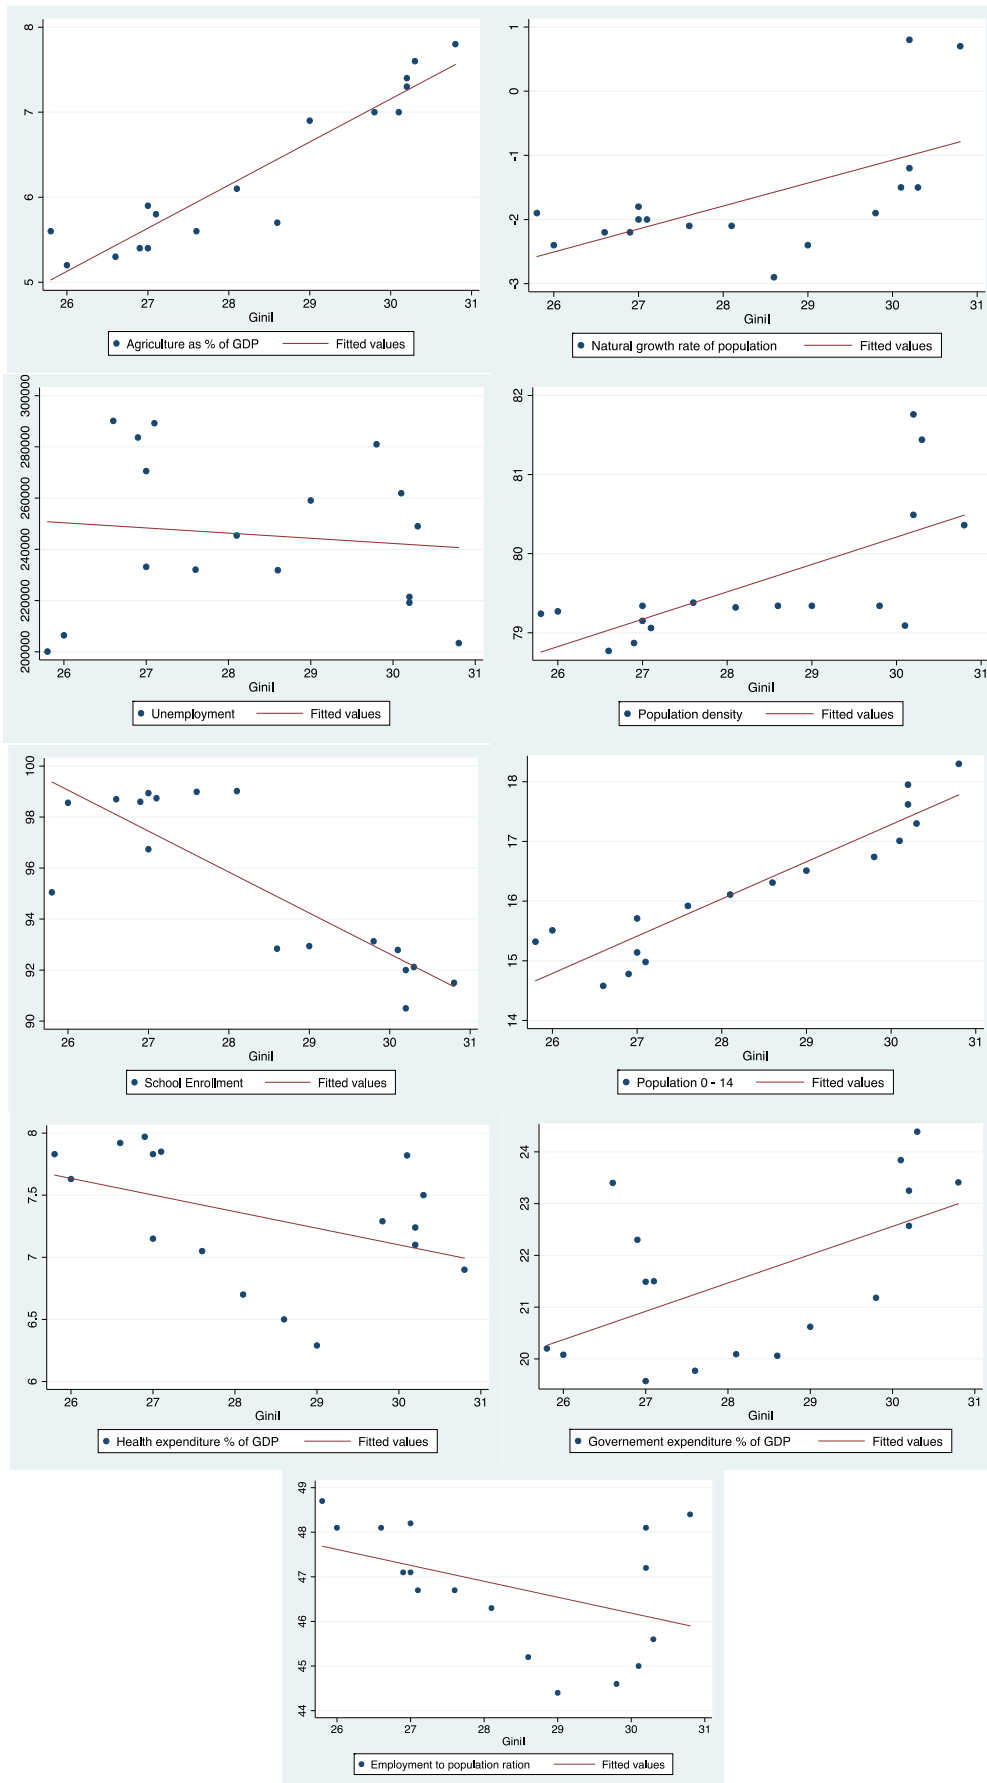 8
7
6
5
26 27 28 29 30 31
Ginil
Agriculture as % of GDP Fitted values
1
0
-1
-2
-3
26 27 28 29 30 31
Ginil
Natural growth rate of population Fitted values
300000
280000
260000
240000
220000
200000
26 27 28 29 30 31
Ginil
Unemployment Fitted values
82
81
80
79
26 27 28 29 30 31
Ginil
Population density Fitted values
100
98
96
94
92
90
26 27 28 29 30 31
Ginil
School Enrollment Fitted values
18
17
16
15
14
26 27 28 29 30 31
Ginil
Population 0 - 14 Fitted values
8
7.5
7
6.5
6
26 27 28 29 30 31
Ginil
Health expenditure % of GDP Fitted values
24
23
22
21
20
26 27 28 29 30 31
Ginil
Governement expenditure % of GDP Fitted values
49
48
47
46
45
44
26 27 28 29 30 31
Ginil
Employment to population ration Fitted values